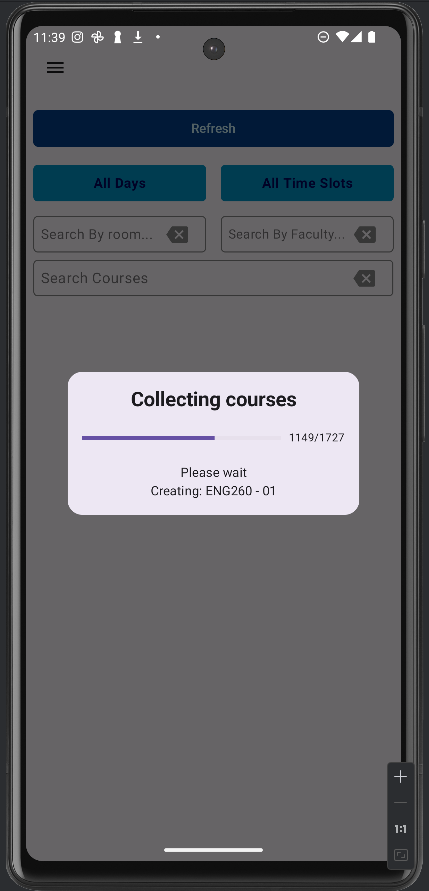 11:39
Refresh
All Days
All Time Slots
Search By room...
Search By Faculty...
Search Courses
Collecting courses
1149/1727
Please wait
Creating: ENG260 - 01
1:1